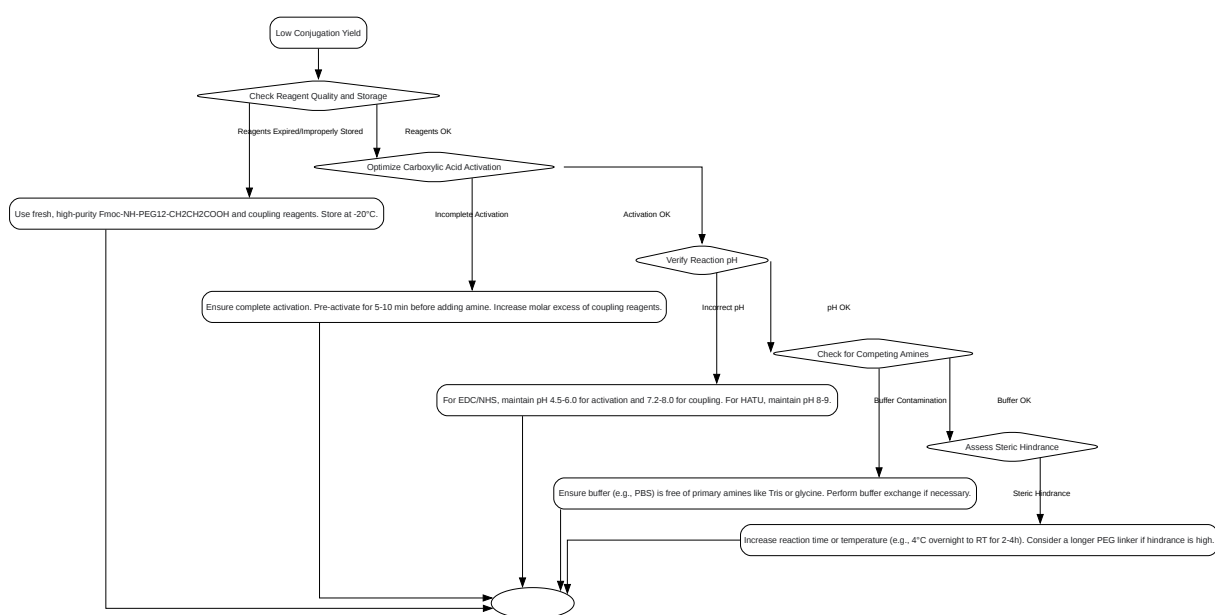 Low Conjugation Yield
Check Reagent Quality and Storage
Reagents Expired/Improperly Stored
Reagents OK
Optimize Carboxylic Acid Activation
Use fresh, high-purity Fmoc-NH-PEG12-CH2CH2COOH and coupling reagents. Store at -20°C.
Incomplete Activation
Activation OK
Verify Reaction pH
Ensure complete activation. Pre-activate for 5-10 min before adding amine. Increase molar excess of coupling reagents.
Incorrect pH
pH OK
Check for Competing Amines
For EDC/NHS, maintain pH 4.5-6.0 for activation and 7.2-8.0 for coupling. For HATU, maintain pH 8-9.
Buffer Contamination
Buffer OK
Assess Steric Hindrance
Ensure buffer (e.g., PBS) is free of primary amines like Tris or glycine. Perform buffer exchange if necessary.
Steric Hindrance
Increase reaction time or temperature (e.g., 4°C overnight to RT for 2-4h). Consider a longer PEG linker if hindrance is high.